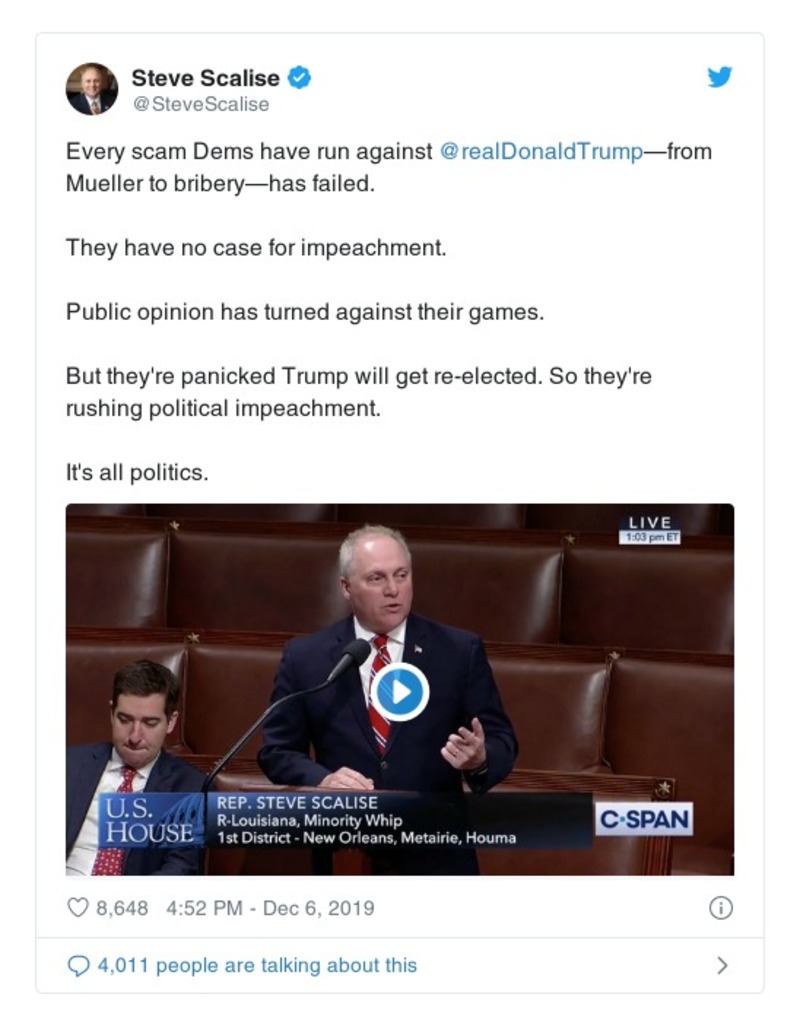 Steve Scalise
@SteveScalise
Every scam Dems have run against @realDonaldTrump—from
Mueller to bribery—has failed.
They have no case for impeachment.
Public opinion has turned against their games.
But they're panicked Trump will get re-elected. So they're
rushing political impeachment.
It's all politics.
LIVE
1:03 pm ET
U.S.
HOUSE
REP. STEVE SCALISE
R-Louisiana, Minority Whip
1st District - New Orleans, Metairie, Houma
C-SPAN
8,648 4:52 PM - Dec 6, 2019
4,011 people are talking about this